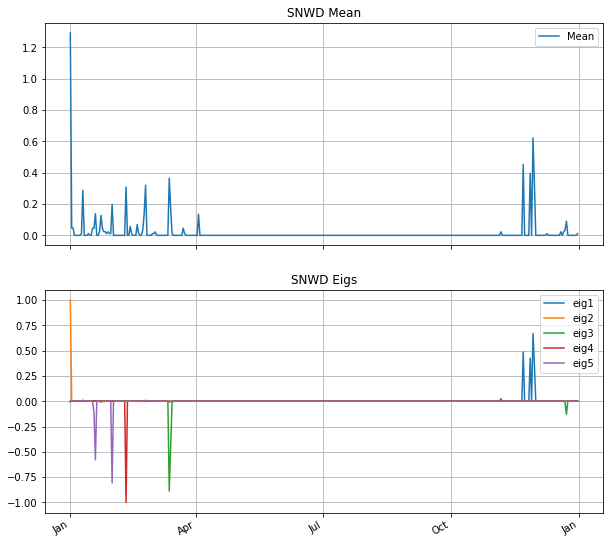 SNWD Mean
Mean
1.2
1.0
0.8
0.6
0.4
0.2
0.0
SNWD Eigs
eig1
eig2
eig3
eig4
eig5
1.00
0.75
0.50
0.25
0.00
−0.25
−0.50
−0.75
−1.00
Jan
Apr
Jul
Oct
Jan